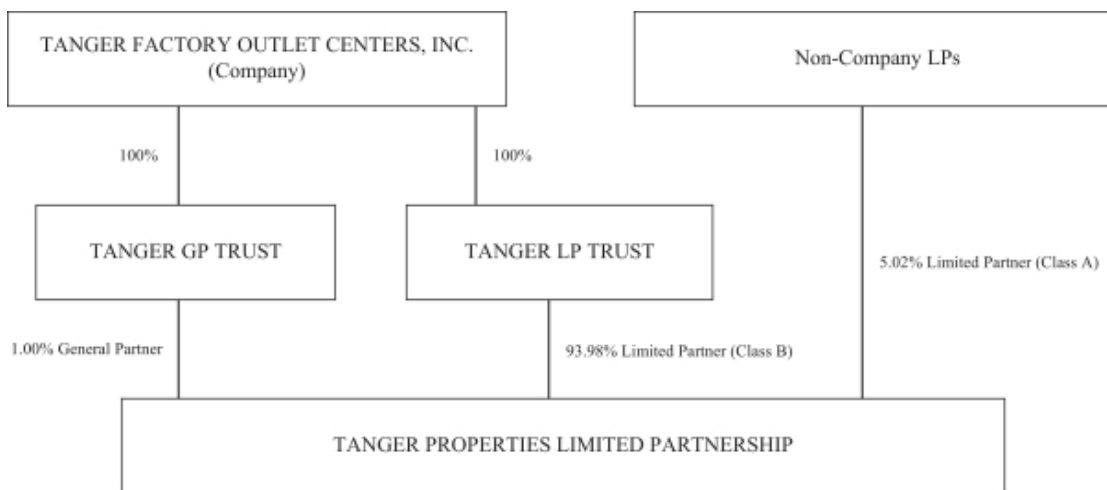 TANGER FACTORY OUTLET CENTERS, INC.
(Company)
Non-Company LPs
100%
100%
TANGER GP TRUST
TANGER LP TRUST
5.02% Limited Partner (Class A)
1.00% General Partner
93.98% Limited Partner (Class B)
TANGER PROPERTIES LIMITED PARTNERSHIP